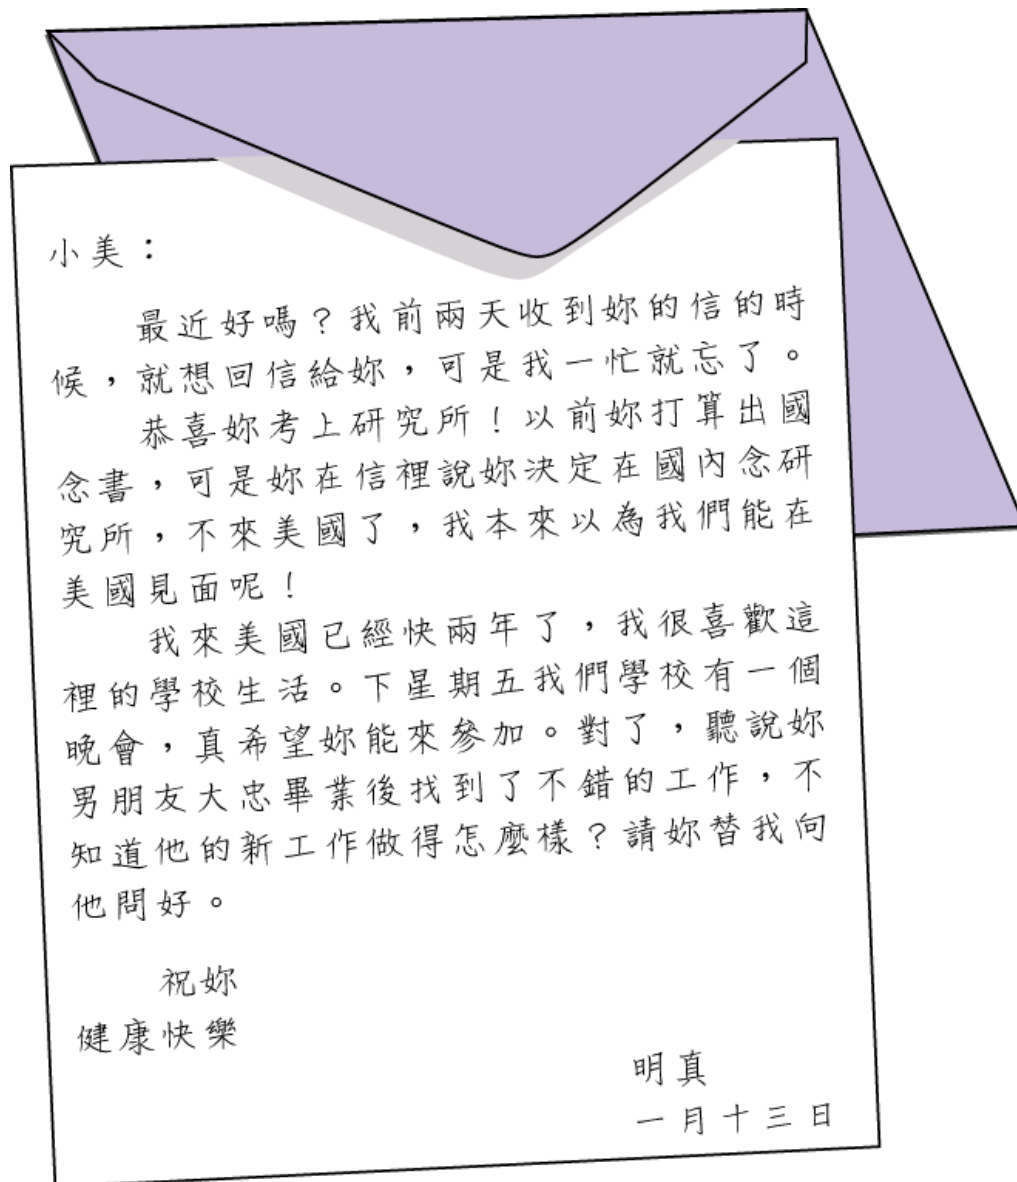 小美：
最近好嗎？我前兩天收到妳的信的時
候，就想回信給妳，可是我一忙就忘了。
恭喜妳考上研究所！以前妳打算出國
念書，可是妳在信裡說妳決定在國內念研
究所，不來美國了，我本來以為我們能在
美國見面呢！
我來美國已經快兩年了，我很喜歡這
裡的學校生活。下星期五我們學校有一個
晚會，真希望妳能來參加。對了，聽說妳
男朋友大忠畢業後找到了不錯的工作，不
知道他的新工作做得怎麼樣？請妳替我向
他問好。
祝妳
健康快樂
明真
一月十三日